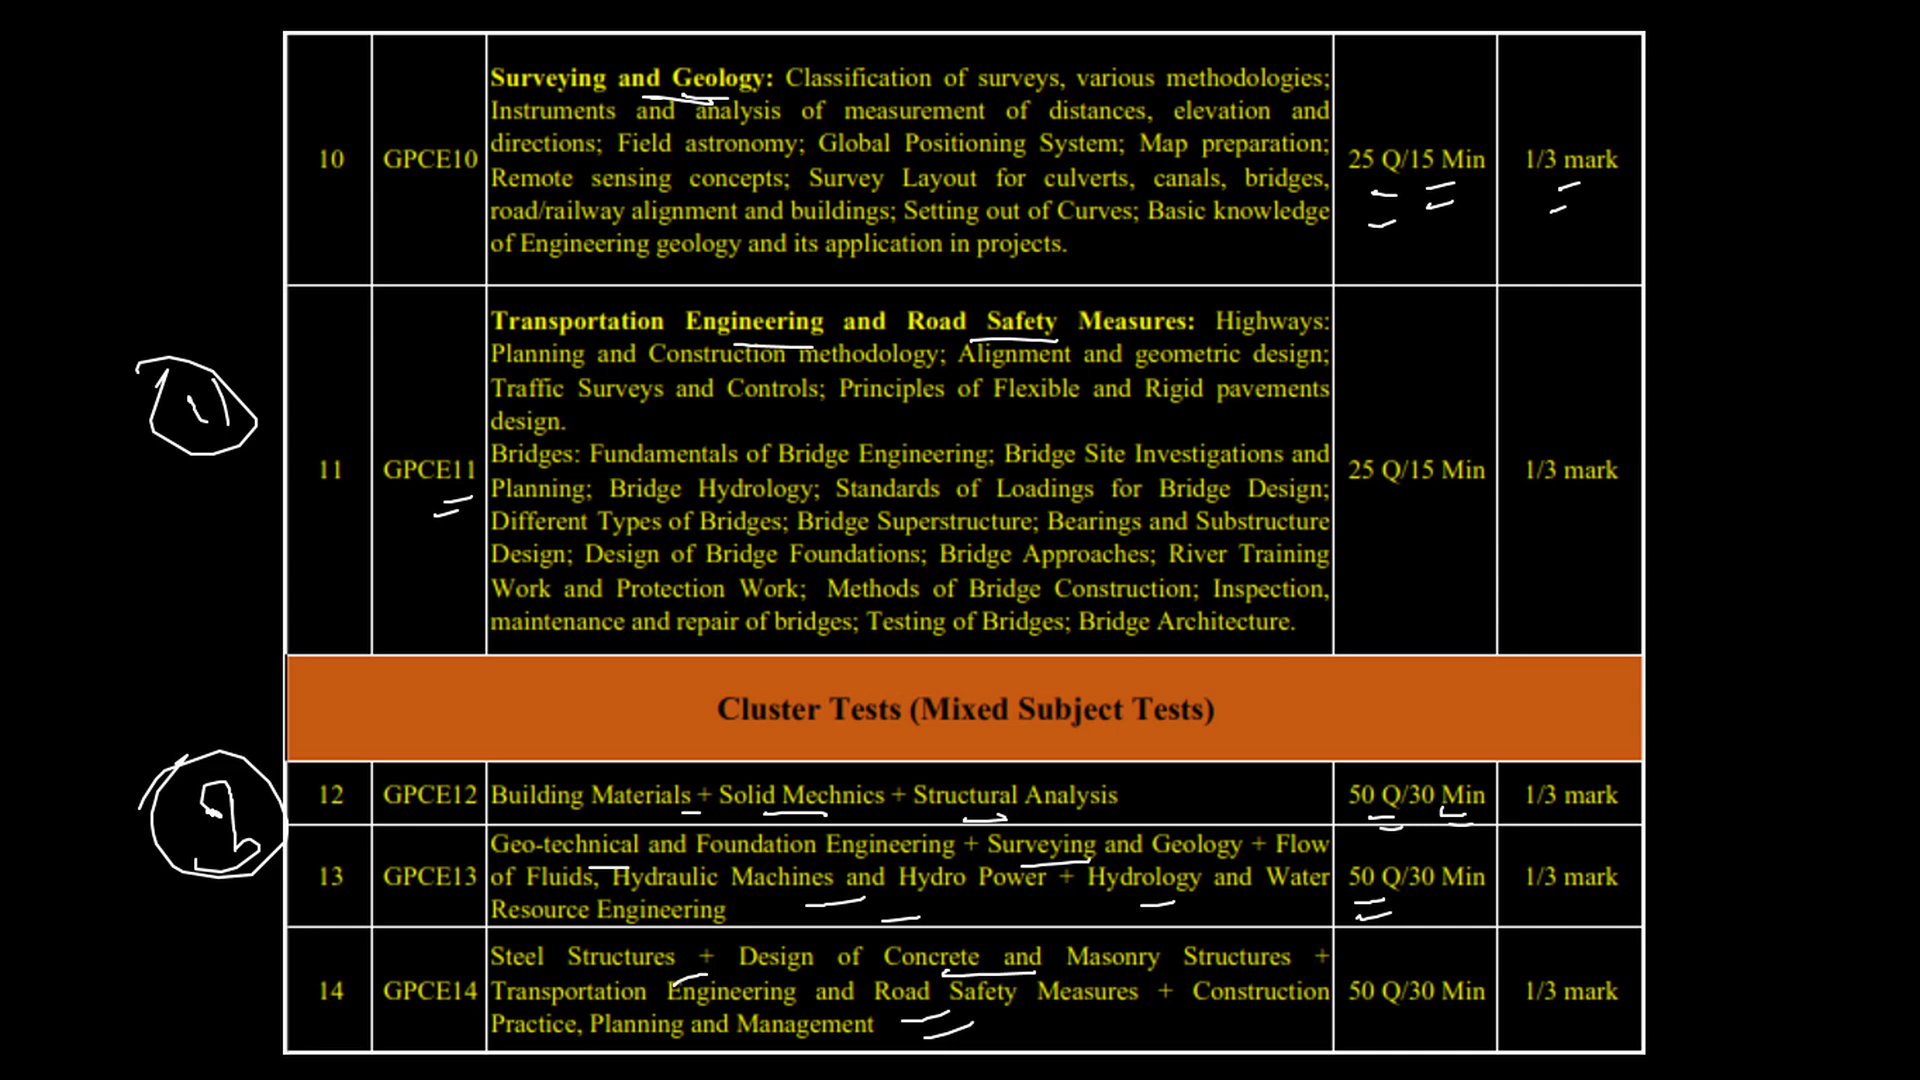 Surveying and Geology: Classification of surveys, various methodologies;
Instruments and analysis of measurement of distances, elevation and
directions; Field astronomy; Global Positioning System; Map preparation;
10 GPCE10 25 Q/15 Min 1/3 mark
Remote sensing concepts; Survey Layout for culverts, canals, bridges,
road/railway alignment and buildings; Setting out of Curves; Basic knowledge
of Engineering geology and its application in projects.
Transportation Engineering and Road Safety Measures: Highways:
Planning and Construction methodology; Alignment and geometric design;
Traffic Surveys and Controls; Principles of Flexible and Rigid pavements
design.
Bridges: Fundamentals of Bridge Engineering; Bridge Site Investigations and
11 GPCE11 25 Q/15 Min 1/3 mark
Planning; Bridge Hydrology; Standards of Loadings for Bridge Design;
Different Types of Bridges; Bridge Superstructure; Bearings and Substructure
Design; Design of Bridge Foundations; Bridge Approaches; River Training
Work and Protection Work; Methods of Bridge Construction; Inspection,
maintenance and repair of bridges; Testing of Bridges; Bridge Architecture.
Cluster Tests (Mixed Subject Tests)
12 GPCE12 Building Materials + Solid Mechnics + Structural Analysis 50 Q/30 Min 1/3 mark
Geo-technical and Foundation Engineering + Surveying and Geology + Flow
13 GPCE13 of Fluids, Hydraulic Machines and Hydro Power + Hydrology and Water 50 Q/30 Min 1/3 mark
Resource Engineering
Steel Structures + Design of Concrete and Masonry Structures +
14 GPCE14 Transportation Engineering and Road Safety Measures + Construction 50 Q/30 Min 1/3 mark
Practice, Planning and Management